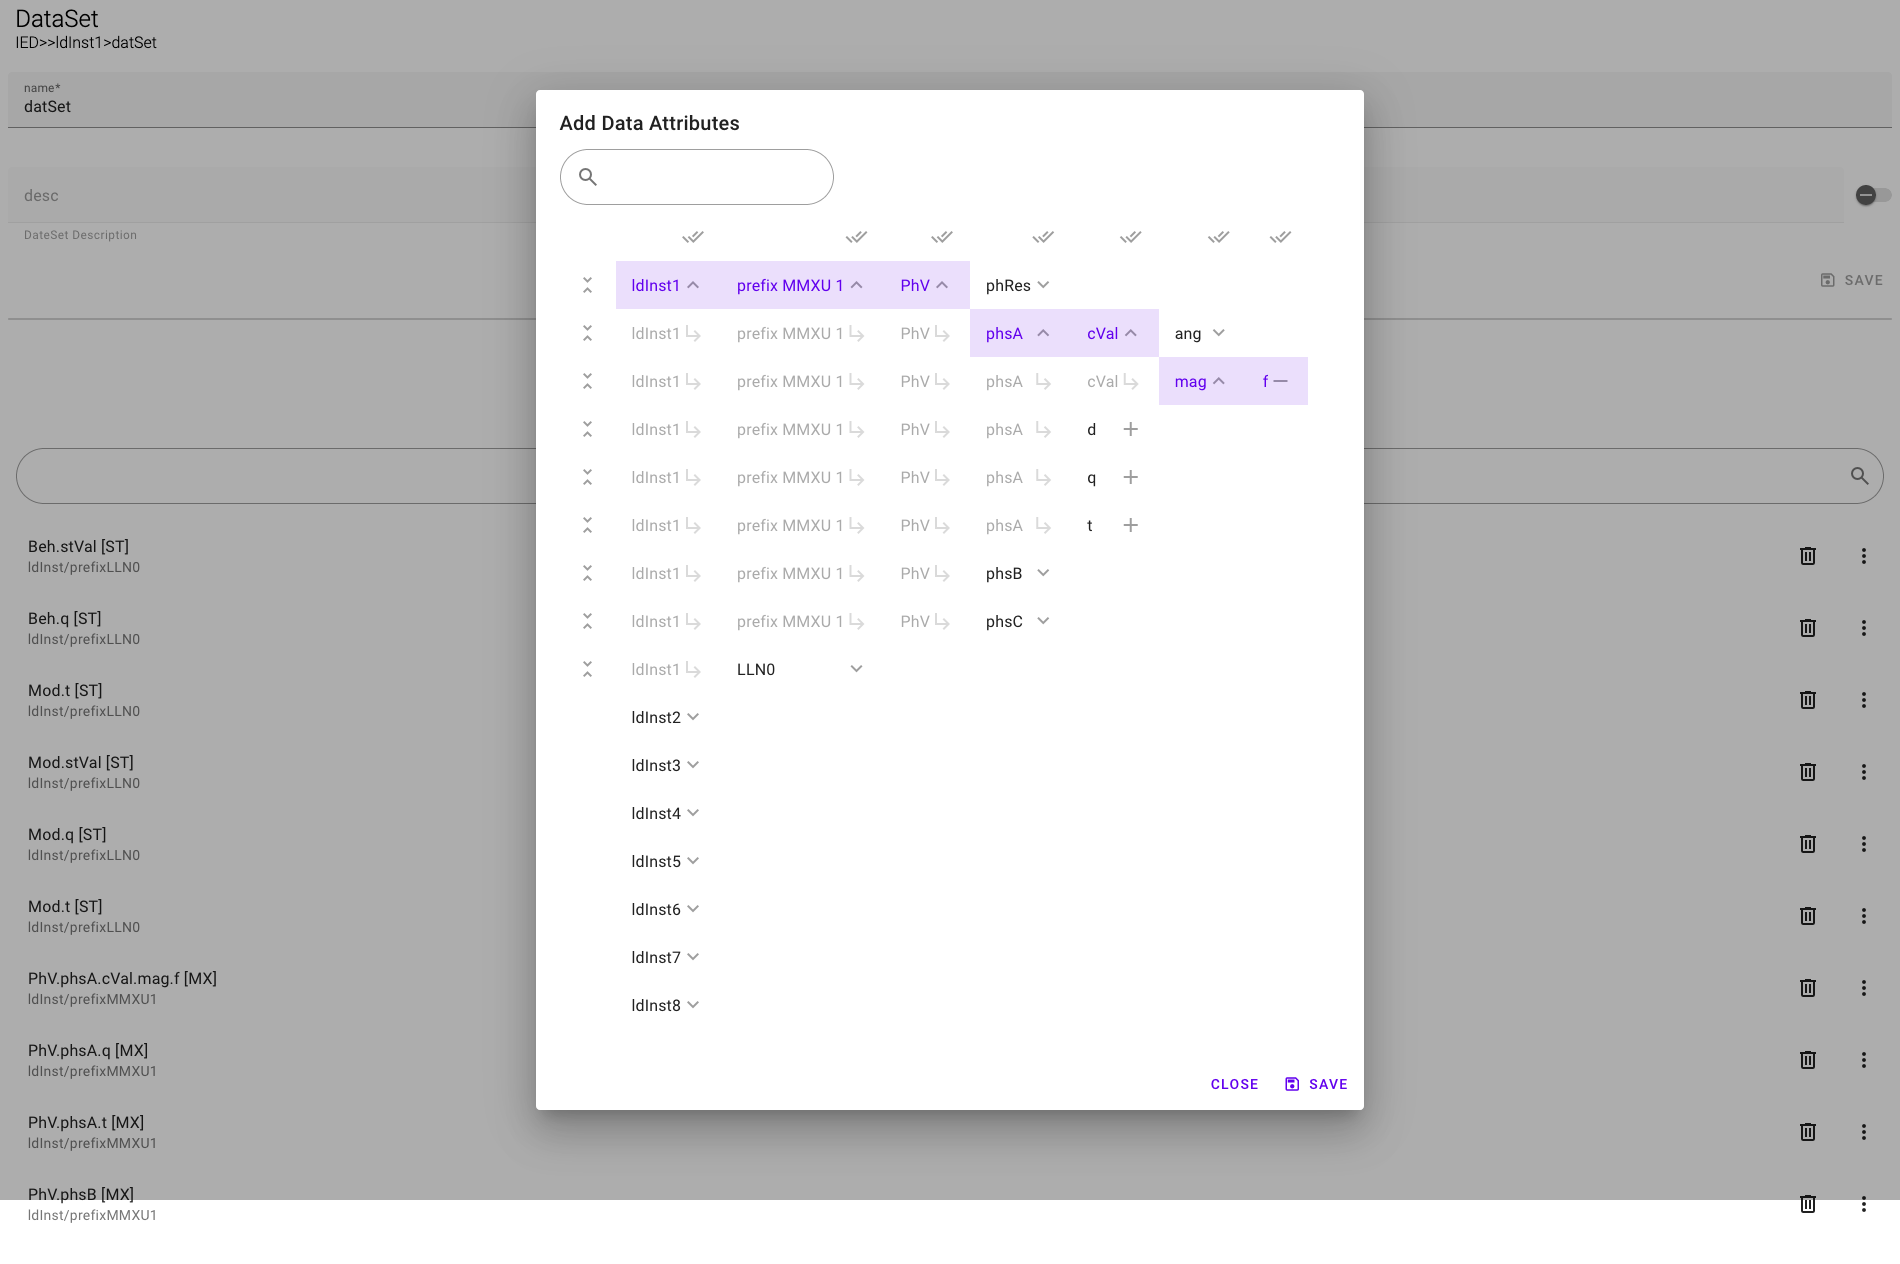 DataSet
IED>>ldInst1>datSet
name*
datSet
desc
DateSet Description
SAVE
Add Data Attributes
ldInst1 prefix MMXU 1 PhV phRes
ldInst1 prefix MMXU 1 PhV phsA cVal ang
ldInst1 prefix MMXU 1 PhV phsA cVal mag f
ldInst1 prefix MMXU 1 PhV phsA d
ldInst1 prefix MMXU 1 PhV phsA q
ldInst1 prefix MMXU 1 PhV phsA t
ldInst1 prefix MMXU 1 PhV phsB
ldInst1 prefix MMXU 1 PhV phsC
ldInst1 LLN0
ldInst2
ldInst3
ldInst4
ldInst5
ldInst6
ldInst7
ldInst8
CLOSE SAVE
Beh.stVal [ST]
ldInst/prefixLLN0
Beh.q [ST]
ldInst/prefixLLN0
Mod.t [ST]
ldInst/prefixLLN0
Mod.stVal [ST]
ldInst/prefixLLN0
Mod.q [ST]
ldInst/prefixLLN0
Mod.t [ST]
ldInst/prefixLLN0
PhV.phsA.cVal.mag.f [MX]
ldInst/prefixMMXU1
PhV.phsA.q [MX]
ldInst/prefixMMXU1
PhV.phsA.t [MX]
ldInst/prefixMMXU1
PhV.phsB [MX]
ldInst/prefixMMXU1